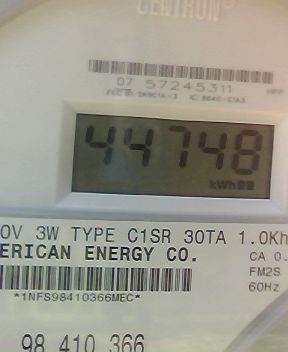 CENTRON®
07 57245311
44748
kWh
0V 3W TYPE C1SR 30TA 1.0Kh
ERICAN ENERGY CO.
CA 0.
FM2S
60Hz
*1NFS98410366MEC*
98 410 366